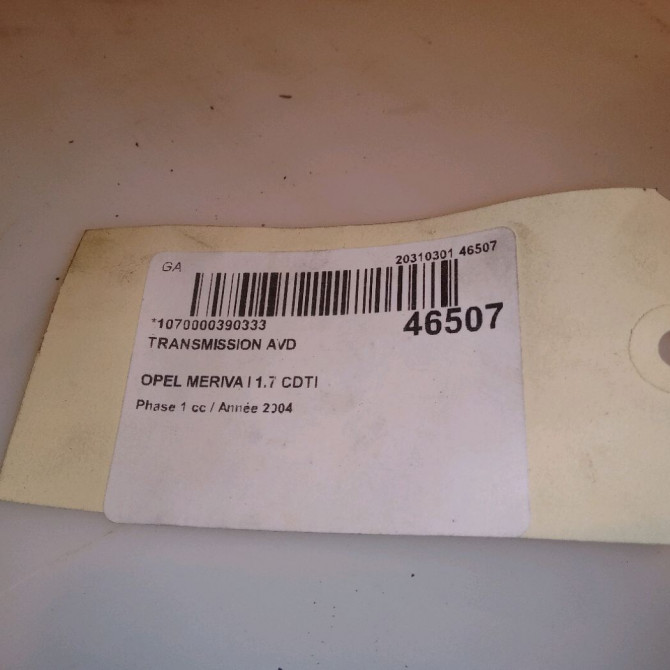 GA
20310301 46507
*1070000390333
46507
TRANSMISSION AVD
OPEL MERIVA I 1.7 CDTI
Phase 1 cc / Année 2004